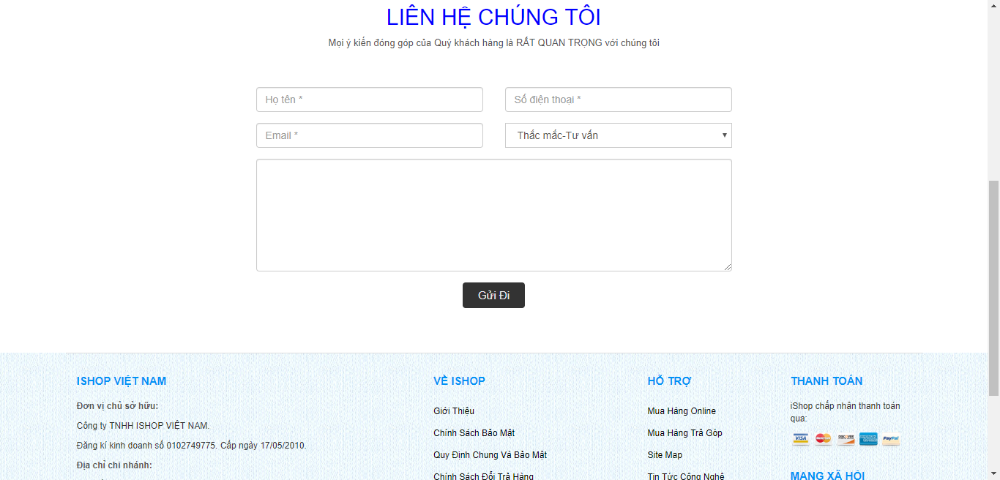 LIÊN HỆ CHÚNG TÔI
Mọi ý kiến đóng góp của Quý khách hàng là RẤT QUAN TRỌNG với chúng tôi
Họ tên *
Số điện thoại *
Email *
Thắc mắc-Tư vấn
Gửi Đi
ISHOP VIỆT NAM
Đơn vị chủ sở hữu:
Công ty TNHH ISHOP VIỆT NAM.
Đăng kí kinh doanh số 0102749775. Cấp ngày 17/05/2010.
Địa chỉ chi nhánh:
VỀ ISHOP
Giới Thiệu
Chính Sách Bảo Mật
Quy Định Chung Và Bảo Mật
Chính Sách Đổi Trả Hàng
HỖ TRỢ
Mua Hàng Online
Mua Hàng Trả Góp
Site Map
Tin Tức Công Nghệ
THANH TOÁN
iShop chấp nhận thanh toán
qua:
VISA MasterCard DISCOVER AMERICAN EXPRESS PayPal
MẠNG XÃ HỘI